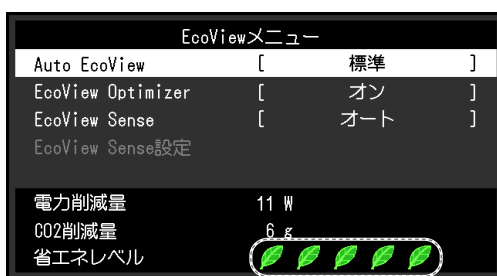 EcoViewメニュー
Auto EcoView [ 標準 ]
EcoView Optimizer [ オン ]
EcoView Sense [ オート ]
EcoView Sense設定
電力削減量 11 W
CO2削減量 6 g
省エネレベル